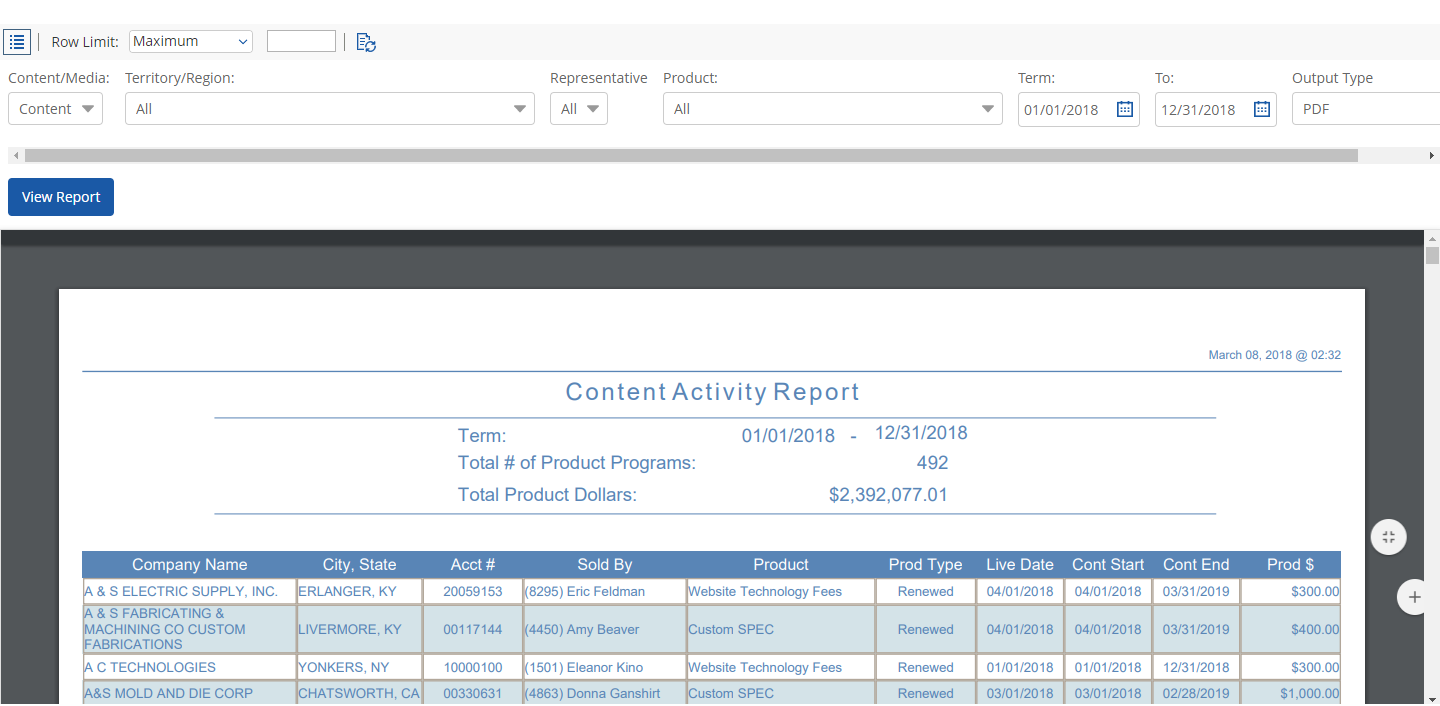 Row Limit: Maximum
Content/Media: Territory/Region: Representative Product: Term: To: Output Type
Content All All All 01/01/2018 12/31/2018 PDF
View Report
March 08, 2018 @ 02:32
Content Activity Report
Term: 01/01/2018 - 12/31/2018
Total # of Product Programs: 492
Total Product Dollars: $2,392,077.01
Company Name City, State Acct # Sold By Product Prod Type Live Date Cont Start Cont End Prod $
A & S ELECTRIC SUPPLY, INC. ERLANGER, KY 20059153 (8295) Eric Feldman Website Technology Fees Renewed 04/01/2018 04/01/2018 03/31/2019 $300.00
A & S FABRICATING &
MACHINING CO CUSTOM LIVERMORE, KY 00117144 (4450) Amy Beaver Custom SPEC Renewed 04/01/2018 04/01/2018 03/31/2019 $400.00
FABRICATIONS
A C TECHNOLOGIES YONKERS, NY 10000100 (1501) Eleanor Kino Website Technology Fees Renewed 01/01/2018 01/01/2018 12/31/2018 $300.00
A&S MOLD AND DIE CORP CHATSWORTH, CA 00330631 (4863) Donna Ganshirt Custom SPEC Renewed 03/01/2018 03/01/2018 02/28/2019 $1,000.00